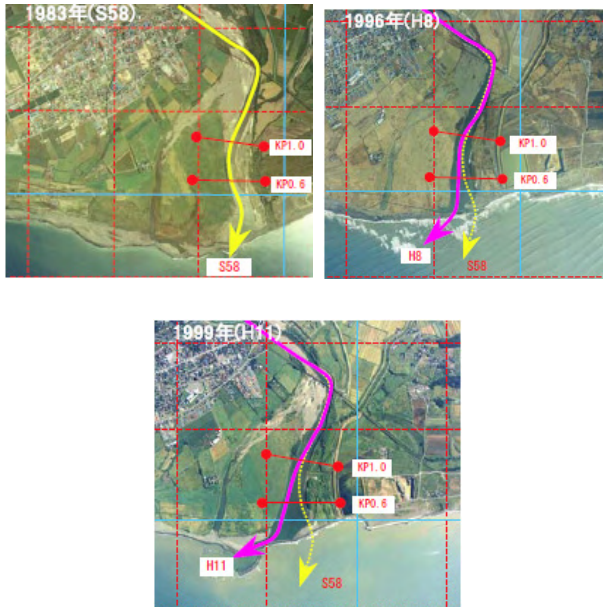 1983年(S58)
KP1.0
KP0.6
S58
1996年(H8)
KP1.0
KP0.6
H8
S58
1999年(H11)
KP1.0
KP0.6
H11
S58